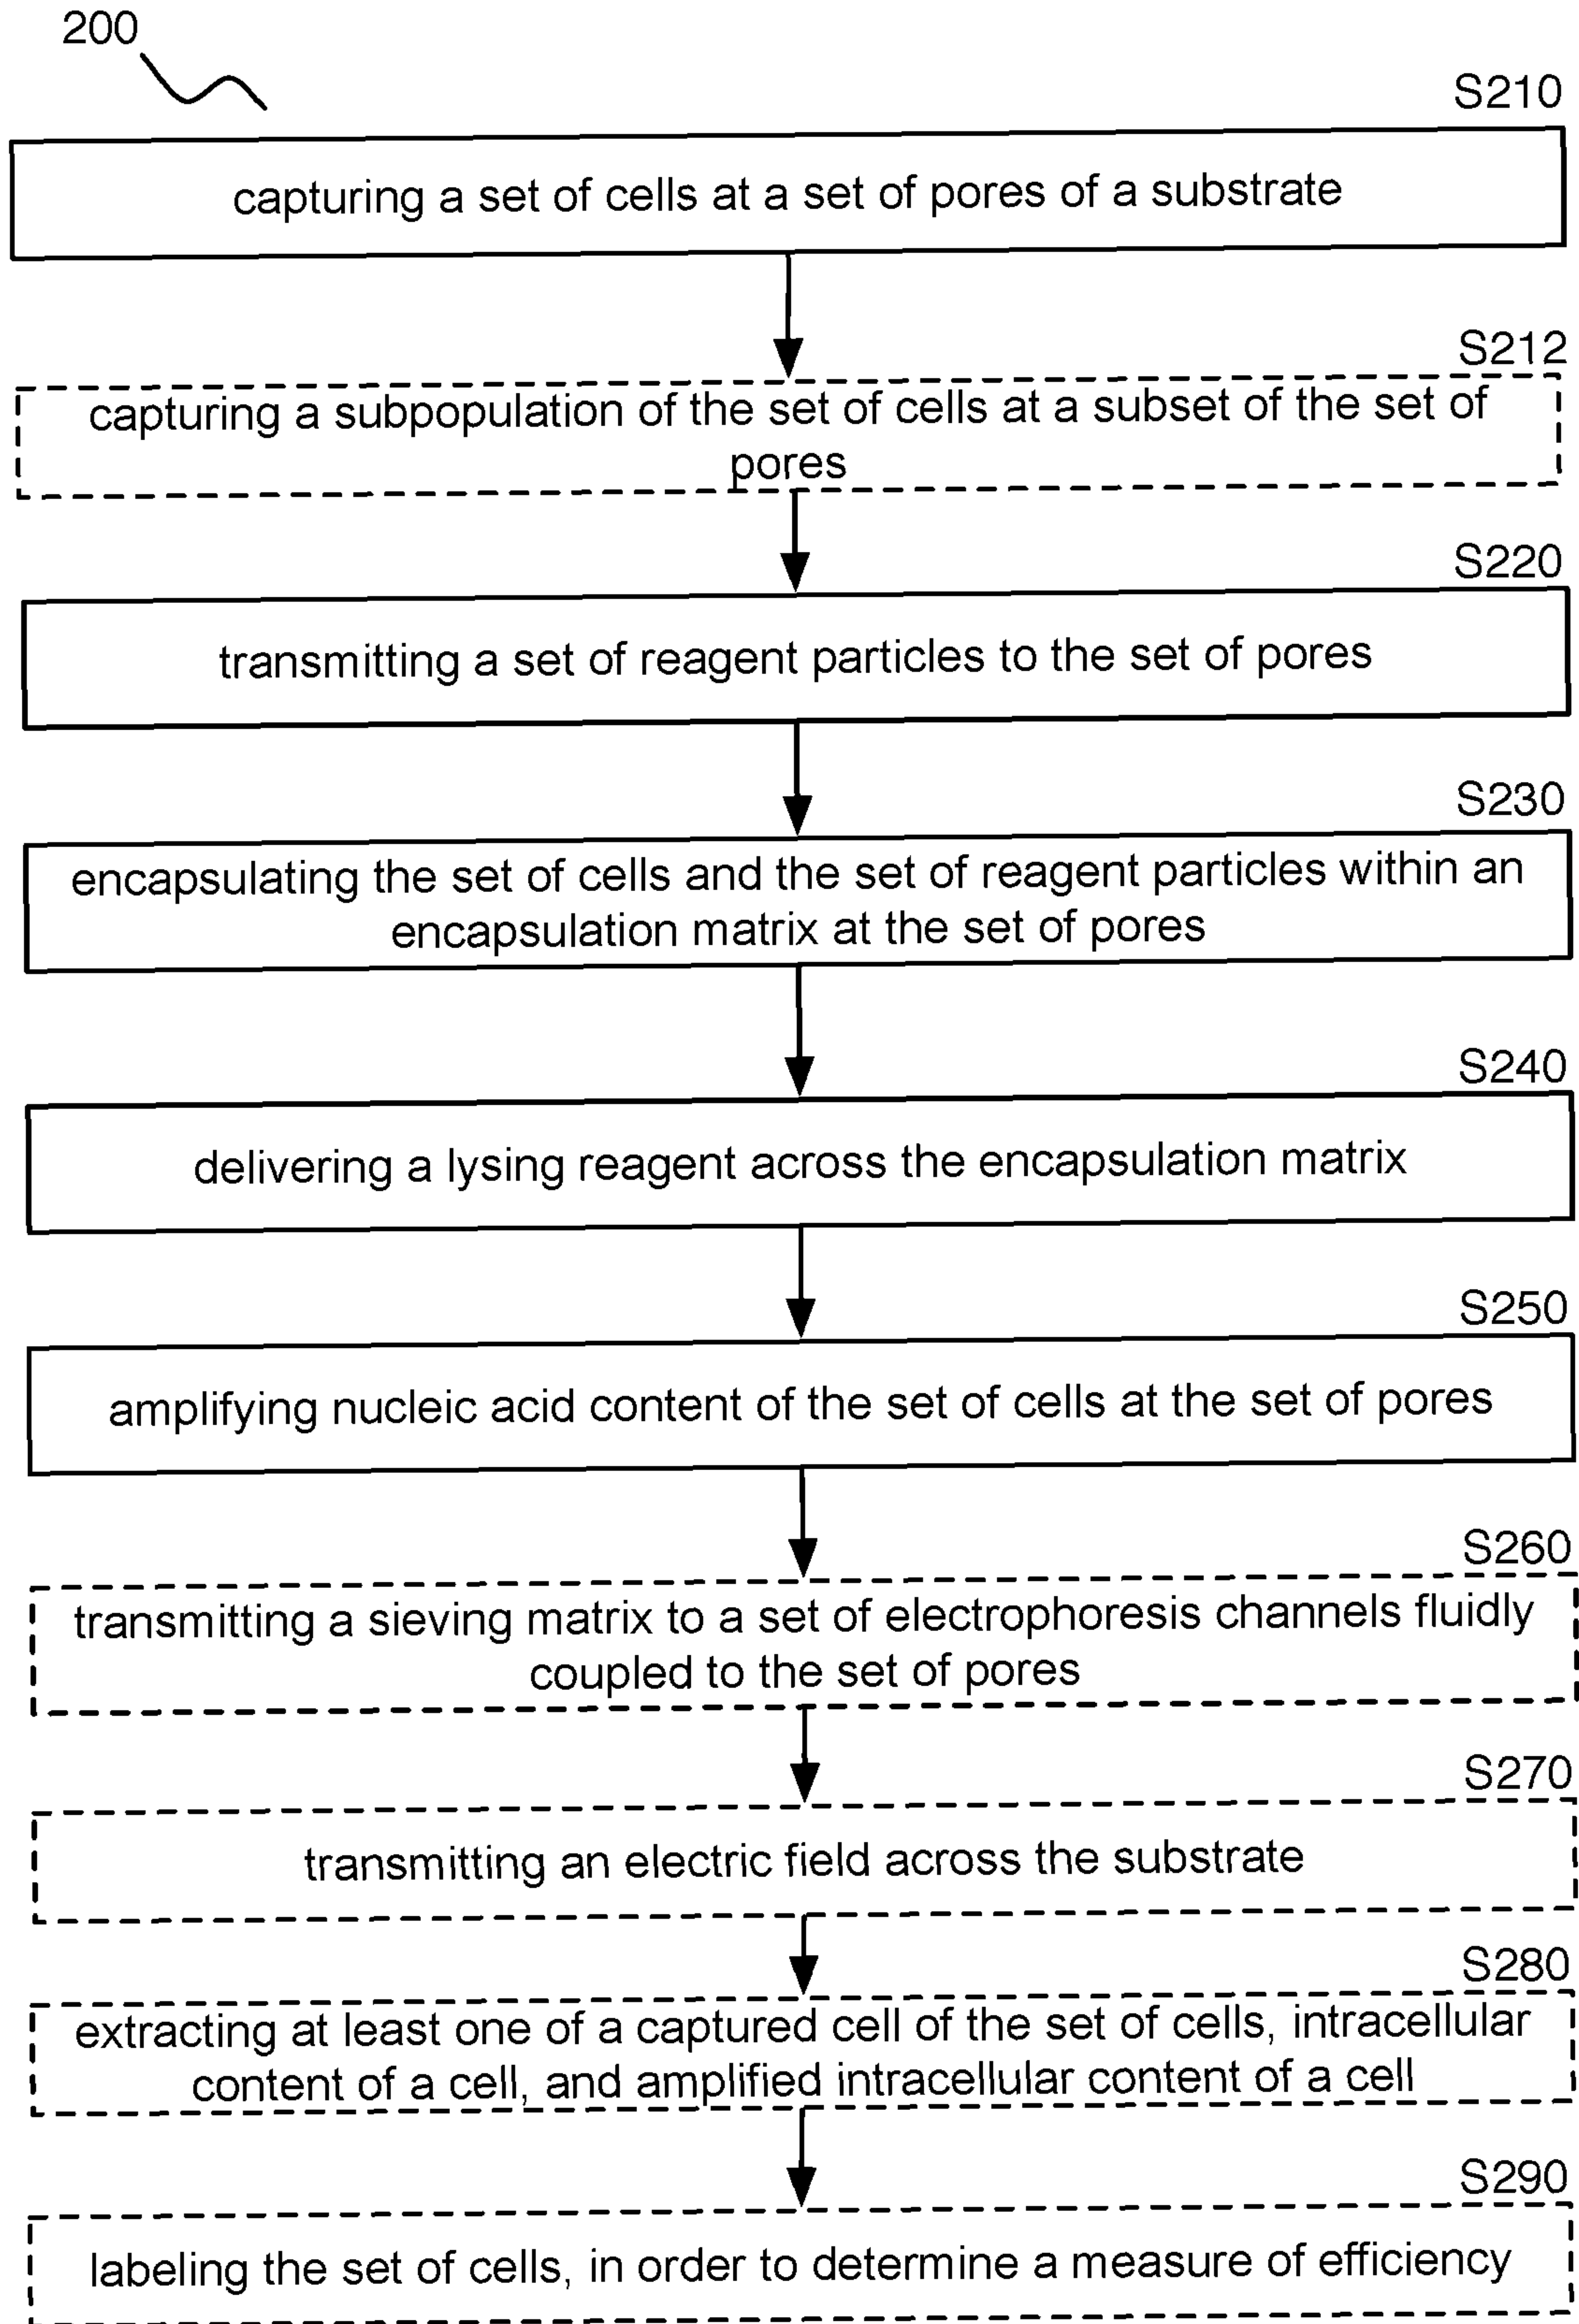 200
S210
capturing a set of cells at a set of pores of a substrate
S212
capturing a subpopulation of the set of cells at a subset of the set of
pores
S220
transmitting a set of reagent particles to the set of pores
S230
encapsulating the set of cells and the set of reagent particles within an
encapsulation matrix at the set of pores
S240
delivering a lysing reagent across the encapsulation matrix
S250
amplifying nucleic acid content of the set of cells at the set of pores
S260
transmitting a sieving matrix to a set of electrophoresis channels fluidly
coupled to the set of pores
S270
transmitting an electric field across the substrate
S280
extracting at least one of a captured cell of the set of cells, intracellular
content of a cell, and amplified intracellular content of a cell
S290
labeling the set of cells, in order to determine a measure of efficiency